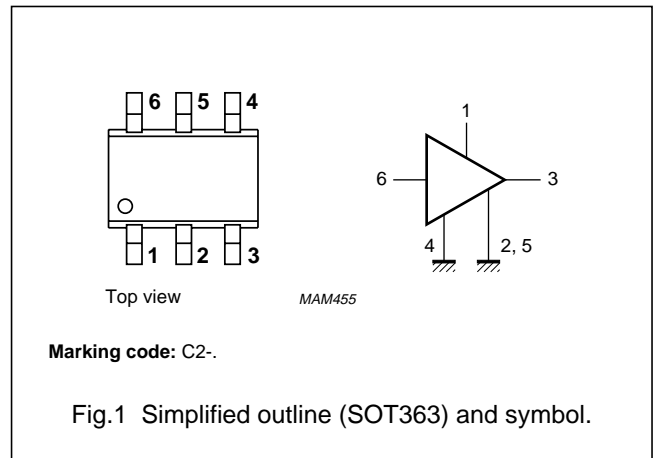 6 5 4
1 2 3
Top view
1
6 3
4 2, 5
MAM455
Marking code: C2-.
Fig.1 Simplified outline (SOT363) and symbol.